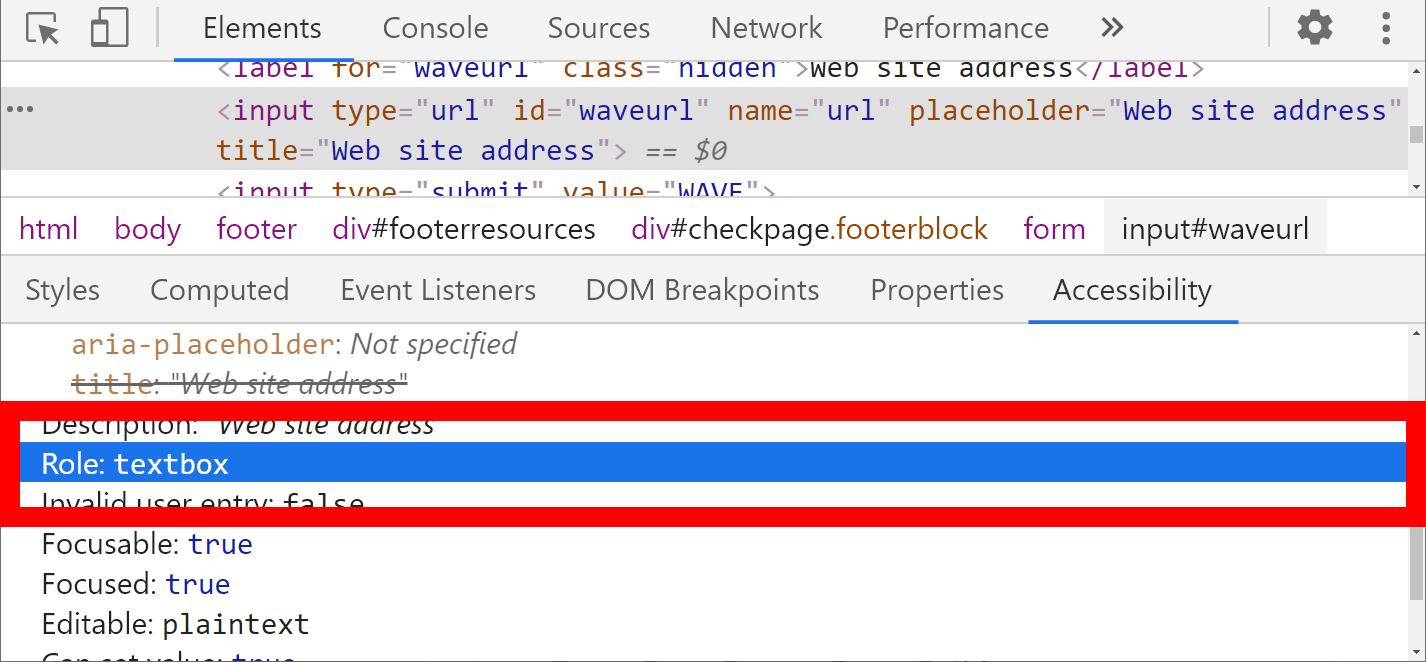 Elements Console Sources Network Performance »
<label for="waveurl" class="hidden">Web site address</label>
<input type="url" id="waveurl" name="url" placeholder="Web site address"
title="Web site address"> == $0
<input type="submit" value="WAVE">
html body footer div#footerresources div#checkpage.footerblock form input#waveurl
Styles Computed Event Listeners DOM Breakpoints Properties Accessibility
aria-placeholder: Not specified
title: "Web site address"
Description: "Web site address"
Role: textbox
Invalid user entry: false
Focusable: true
Focused: true
Editable: plaintext
Can set value: true